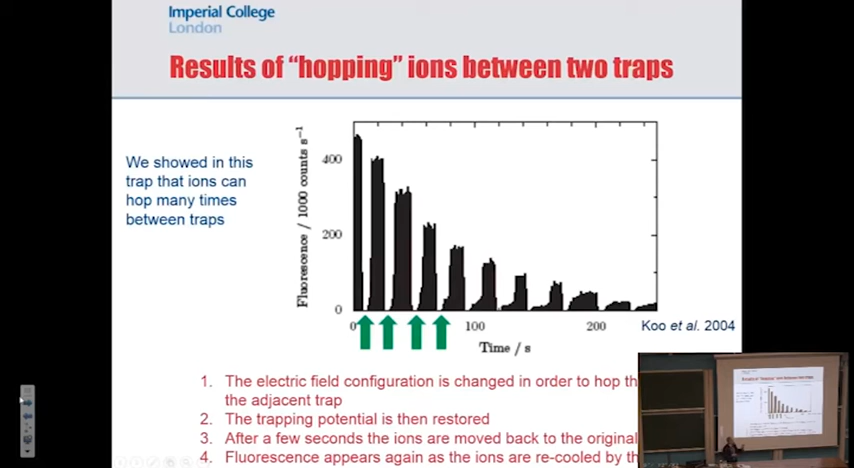 Imperial College
London
Results of “hopping” ions between two traps
We showed in this
trap that ions can
hop many times
between traps
Fluorescence / 1000 counts s⁻¹
400
200
0
0
100
200
Time / s
Koo et al. 2004
1. The electric field configuration is changed in order to hop th
the adjacent trap
2. The trapping potential is then restored
3. After a few seconds the ions are moved back to the original
4. Fluorescence appears again as the ions are re-cooled by th